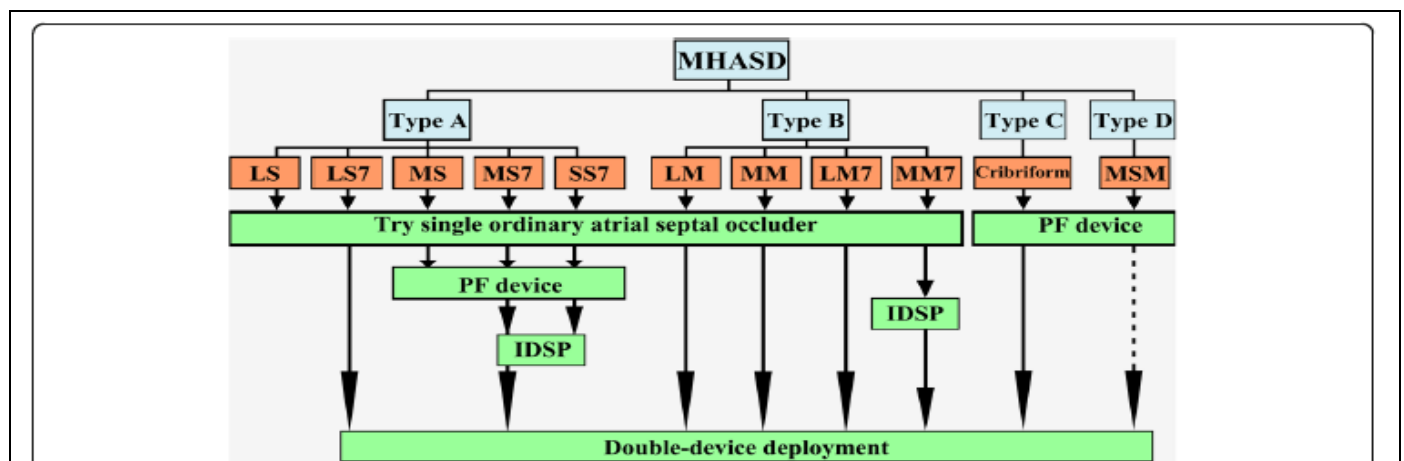 MHASD
Type A Type B Type C Type D
LS LS7 MS MS7 SS7 LM MM LM7 MM7 Cribriform MSM
Try single ordinary atrial septal occluder PF device
PF device
IDSP
IDSP
Double-device deployment